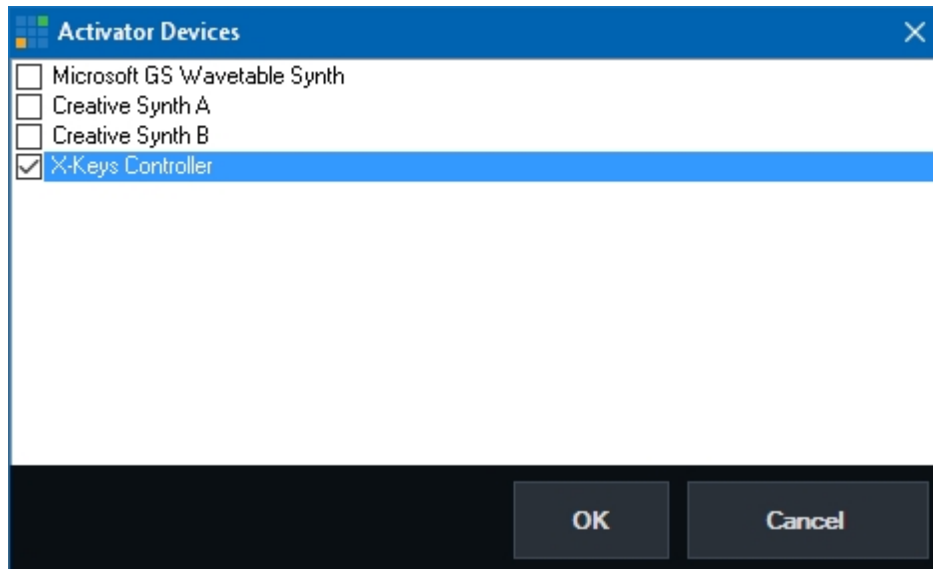 Activator Devices
Microsoft GS Wavetable Synth
Creative Synth A
Creative Synth B
X-Keys Controller
OK
Cancel